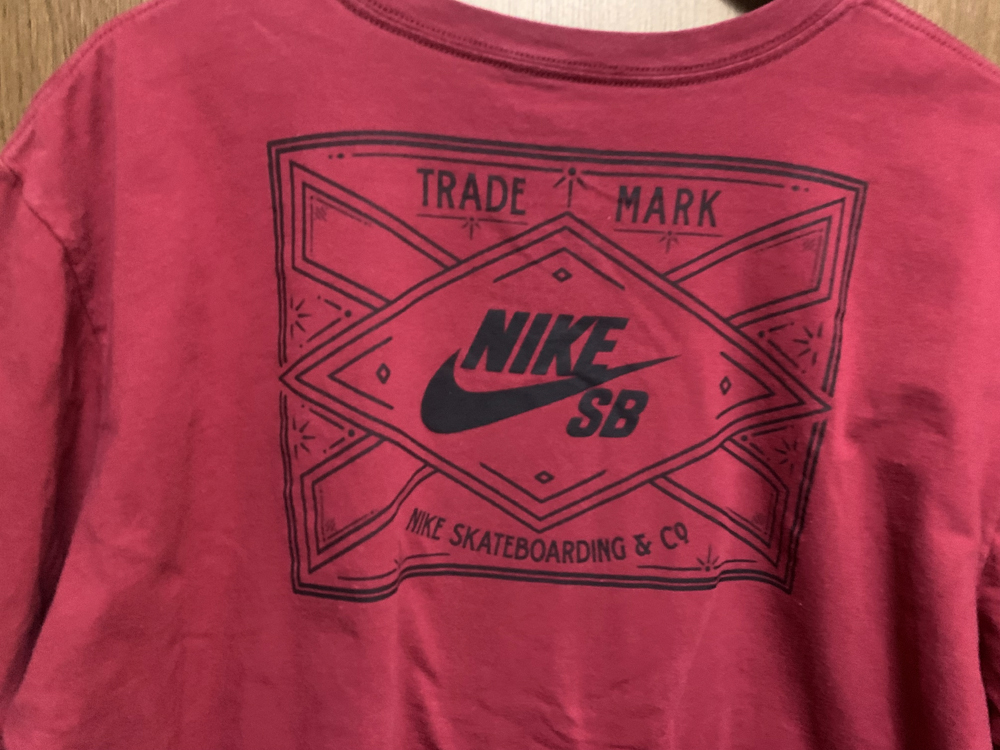 TRADE MARK
NIKE
SB
NIKE SKATEBOARDING & CO